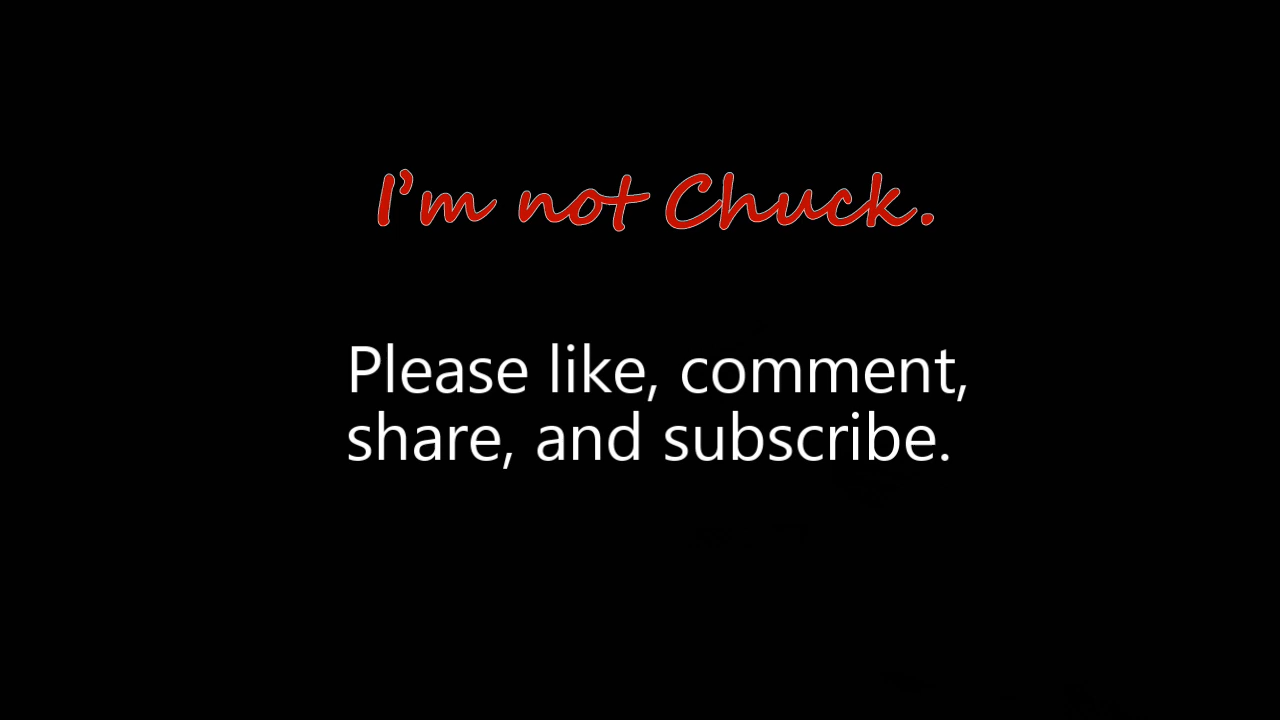 I’m not Chuck.
Please like, comment,
share, and subscribe.